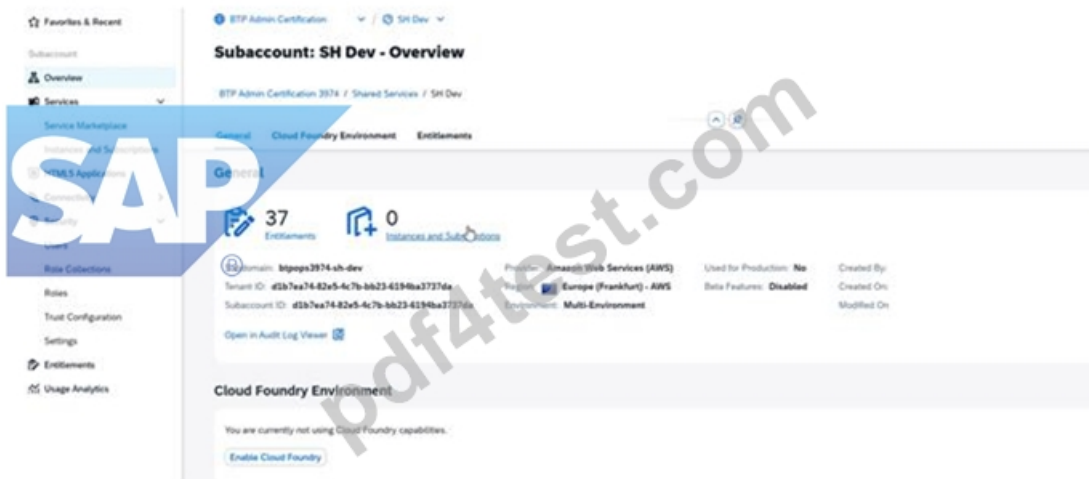 Favorites & Recent
BTP Admin Certification / SH Dev
Subaccount
Subaccount: SH Dev - Overview
Overview
Services
BTP Admin Certification 3974 / Shared Services / SH Dev
Service Marketplace
Instances and Subscriptions
HTML5 Applications
Connectivity
Security
Users
Role Collections
Roles
Trust Configuration
Settings
Entitlements
Usage Analytics
SAP
General Cloud Foundry Environment Entitlements
General
37
Entitlements
0
Instances and Subscriptions
Subdomain: btpops3974-sh-dev
Tenant ID: d1b7ea74-82e5-4c7b-bb23-6194ba3737da
Subaccount ID: d1b7ea74-82e5-4c7b-bb23-6194ba3737da
Provider: Amazon Web Services (AWS)
Region: Europe (Frankfurt) - AWS
Environment: Multi-Environment
Used for Production: No
Beta Features: Disabled
Created By:
Created On:
Modified On:
Open in Audit Log Viewer
Cloud Foundry Environment
You are currently not using Cloud Foundry capabilities.
Enable Cloud Foundry
pdf4test.com